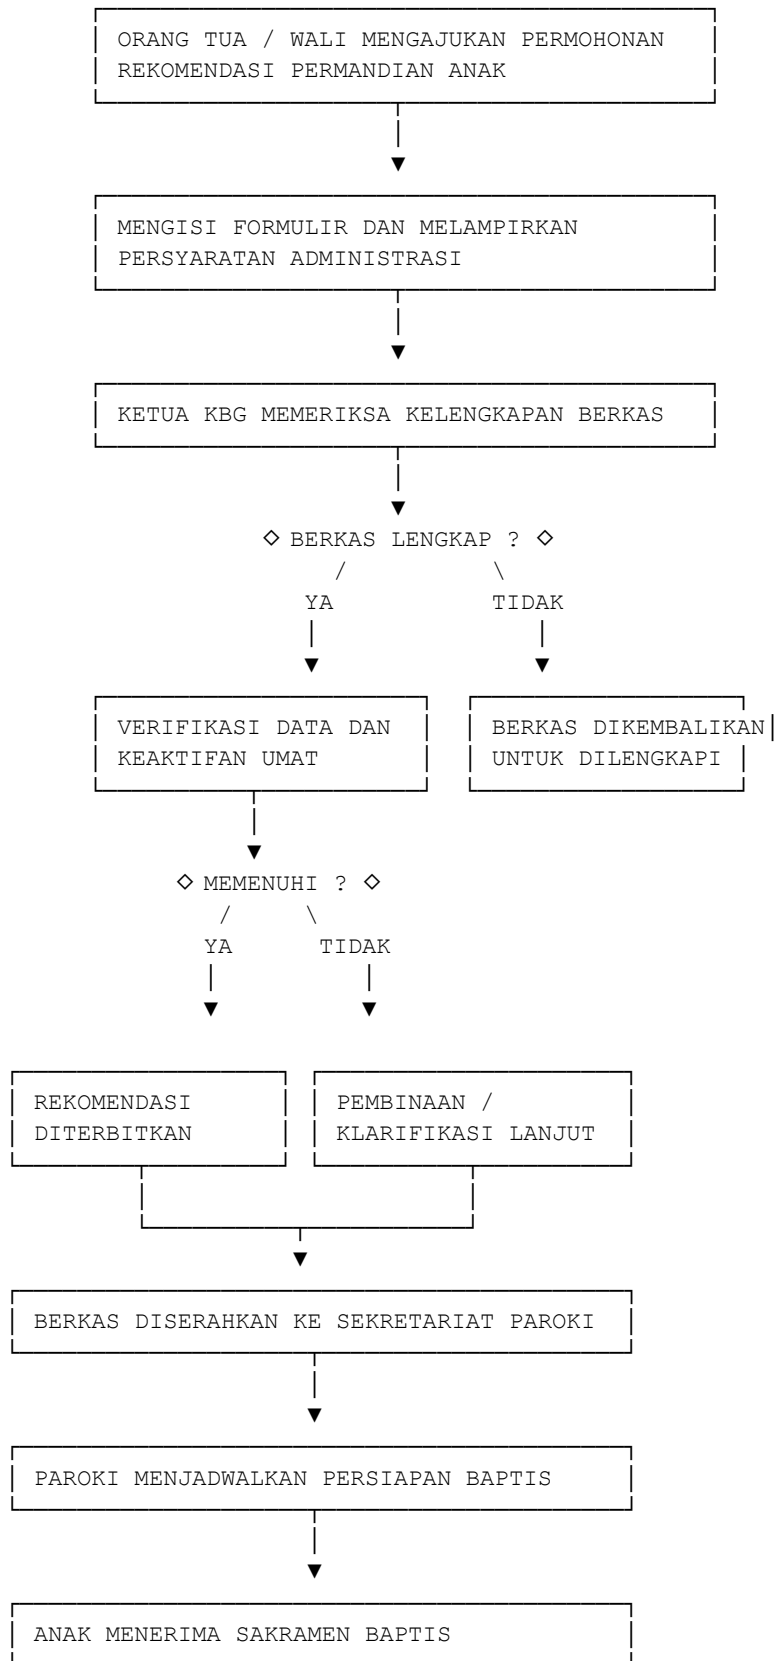 ORANG TUA / WALI MENGAJUKAN PERMOHONAN
REKOMENDASI PERMANDIAN ANAK
MENGISI FORMULIR DAN MELAMPIRKAN
PERSYARATAN ADMINISTRASI
KETUA KBG MEMERIKSA KELENGKAPAN BERKAS
BERKAS LENGKAP ?
YA
TIDAK
VERIFIKASI DATA DAN
KEAKTIFAN UMAT
BERKAS DIKEMBALIKAN
UNTUK DILENGKAPI
MEMENUHI ?
YA
TIDAK
REKOMENDASI
DITERBITKAN
PEMBINAAN /
KLARIFIKASI LANJUT
BERKAS DISERAHKAN KE SEKRETARIAT PAROKI
PAROKI MENJADWALKAN PERSIAPAN BAPTIS
ANAK MENERIMA SAKRAMEN BAPTIS